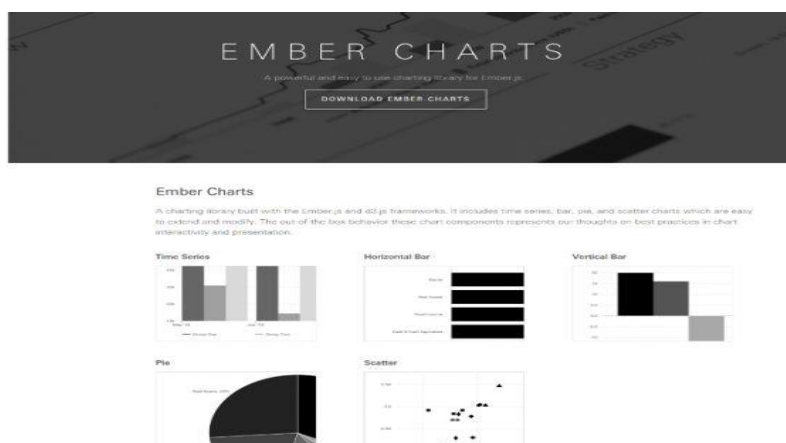 Strategy
EMBER CHARTS
A powerful and easy to use charting library for Ember.js.
DOWNLOAD EMBER CHARTS
Ember Charts
A charting library built with the Ember.js and d3.js frameworks. It includes time series, bar, pie, and scatter charts which are easy
to extend and modify. The out of the box behavior these chart components represents our thoughts on best practices in chart
interactivity and presentation.
Time Series
Horizontal Bar
Vertical Bar
Pie
Scatter